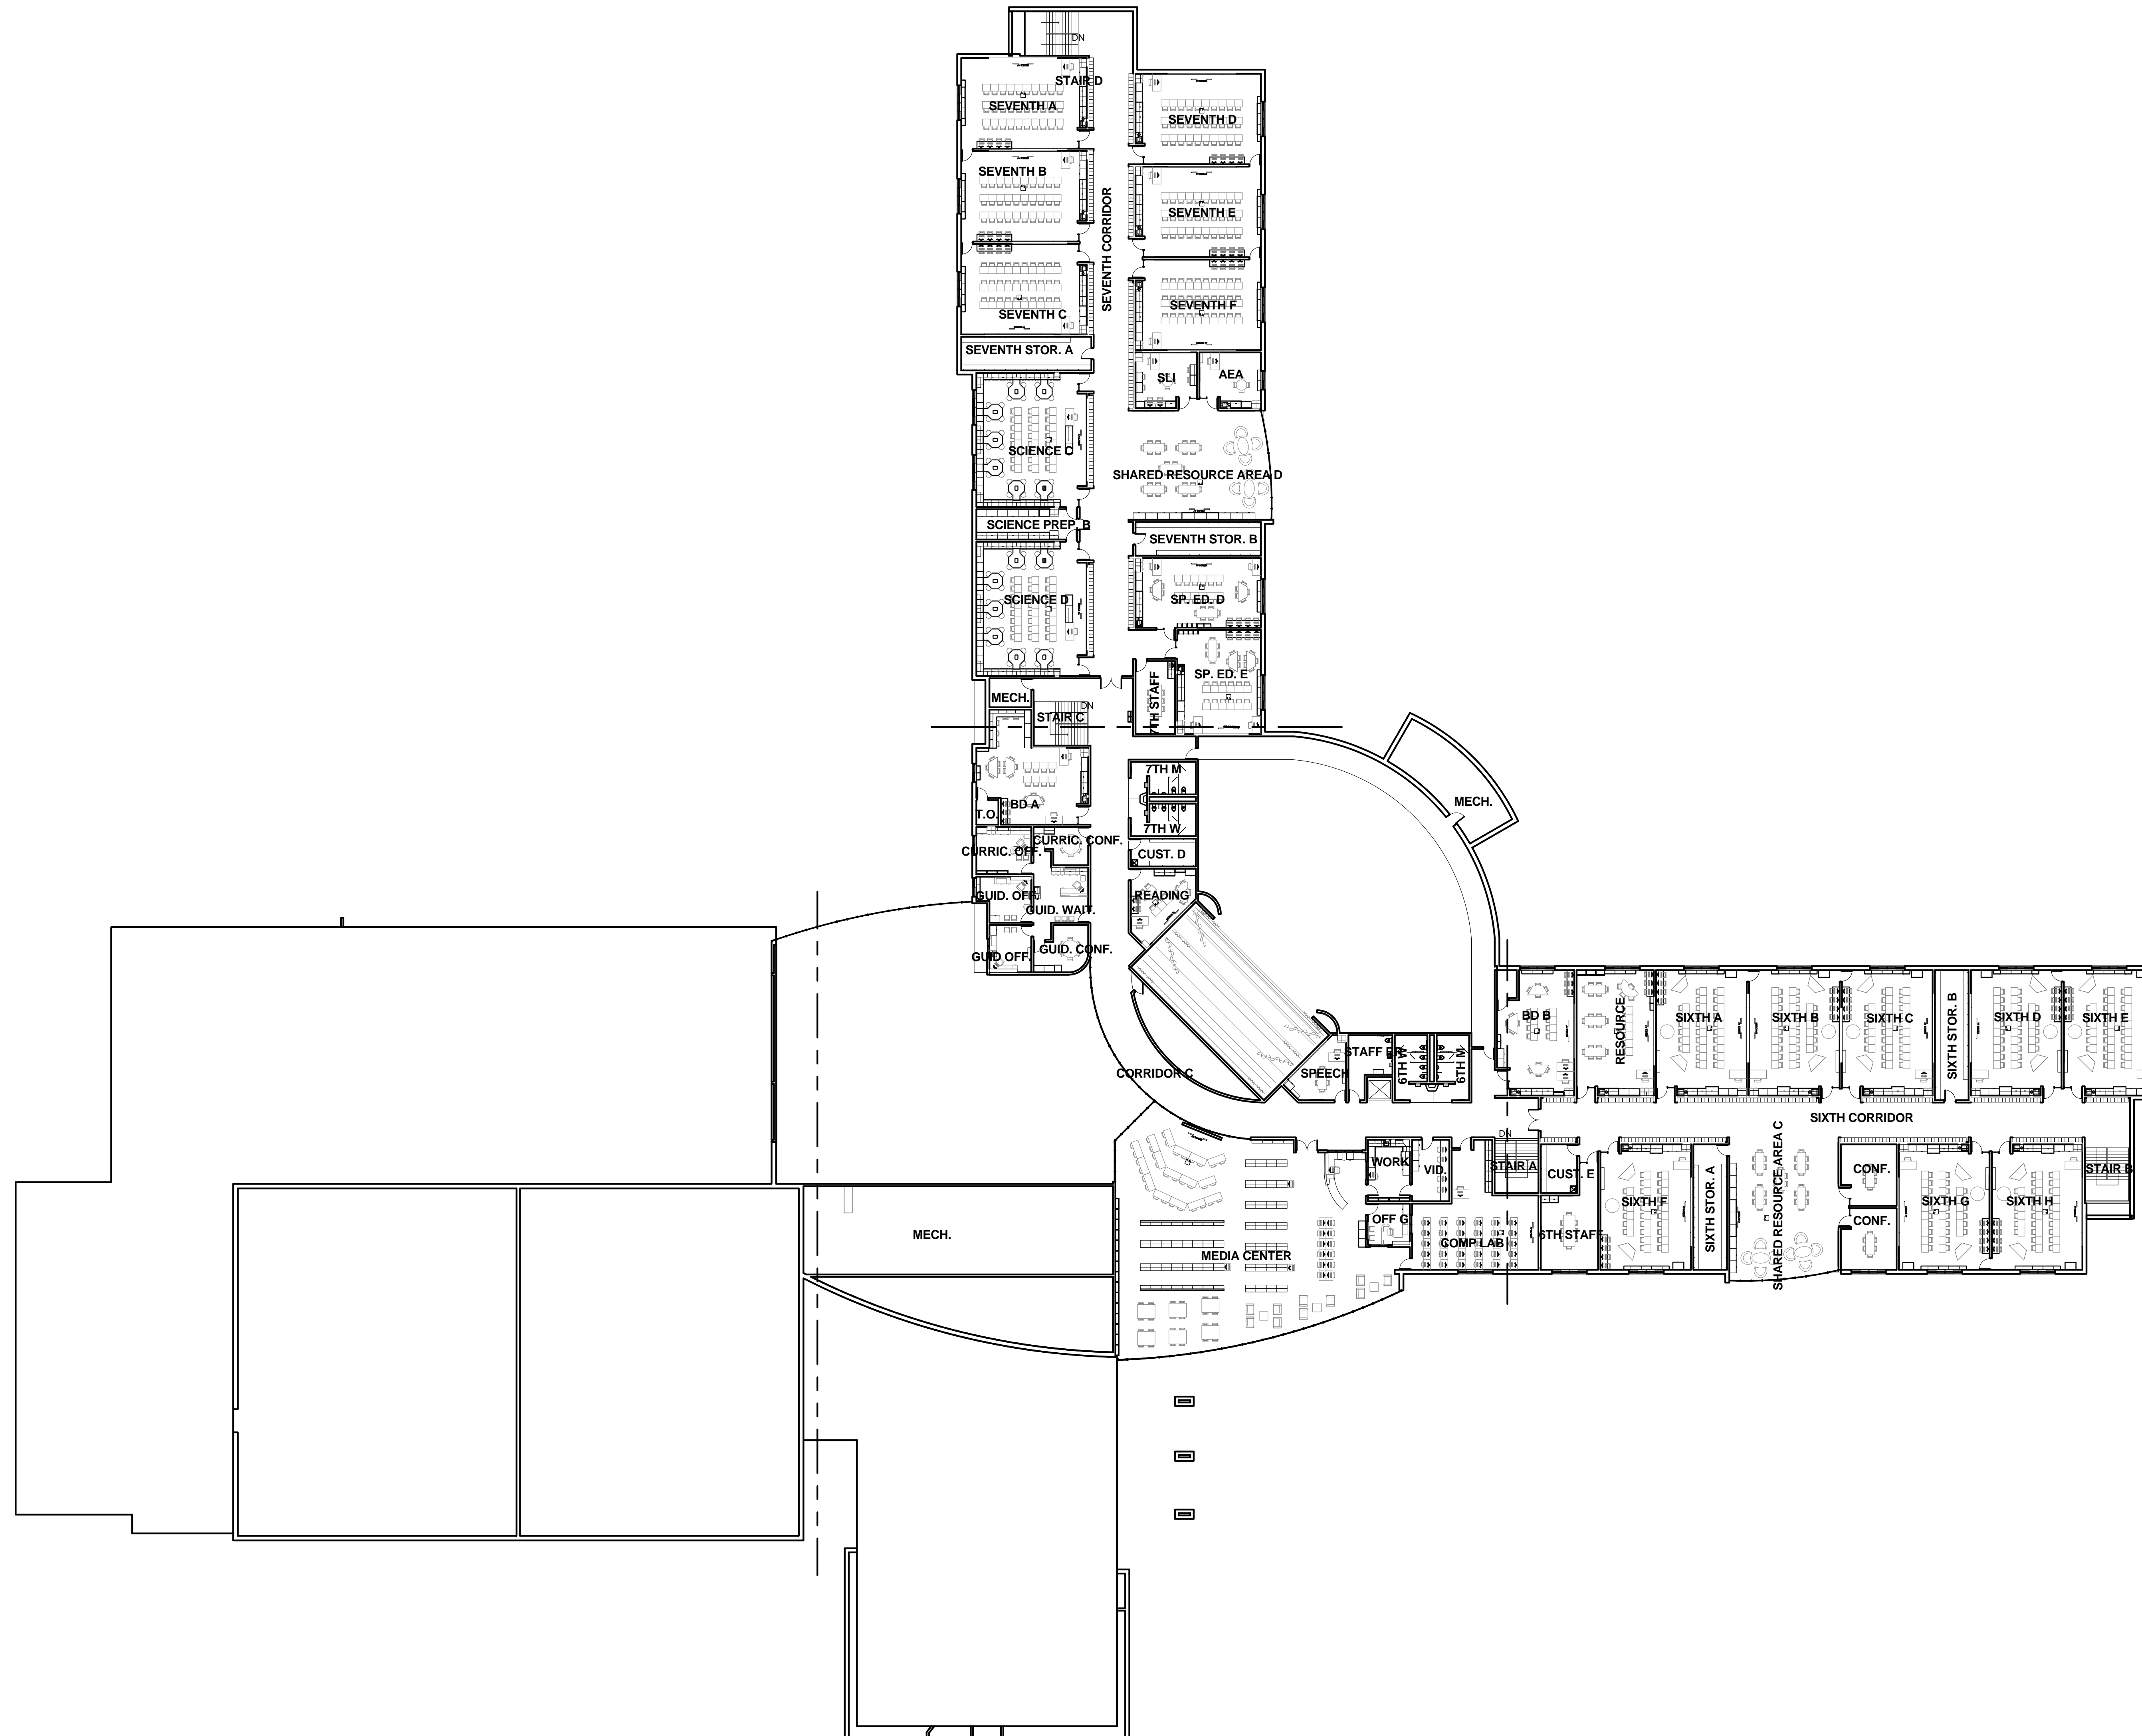 DN
STAIR D
SEVENTH A
SEVENTH D
SEVENTH B
SEVENTH E
SEVENTH CORRIDOR
SEVENTH C
SEVENTH F
SEVENTH STOR. A
SLI
AEA
SCIENCE C
SHARED RESOURCE AREA D
SCIENCE PREP. B
SEVENTH STOR. B
SCIENCE D
SP. ED. D
SP. ED. E
7TH STAFF
MECH.
DN
STAIR C
7TH M
BD A
T.O.
MECH.
7TH W
CURRIC. CONF.
CURRIC. OFF.
CUST. D
GUID. OFF.
READING
GUID. WAIT.
GUID. CONF.
GUID OFF.
BD B
RESOURCE
SIXTH A
SIXTH B
SIXTH C
SIXTH STOR. B
SIXTH D
SIXTH E
STAFF ER
6TH W
6TH M
SPEECH
CORRIDOR C
SIXTH CORRIDOR
DN
WORK
VID.
STAIR A
CUST. E
CONF.
STAIR B
SIXTH F
SIXTH STOR. A
SHARED RESOURCE AREA C
SIXTH G
SIXTH H
OFF G
CONF.
MECH.
COMP LAB
6TH STAFF
MEDIA CENTER